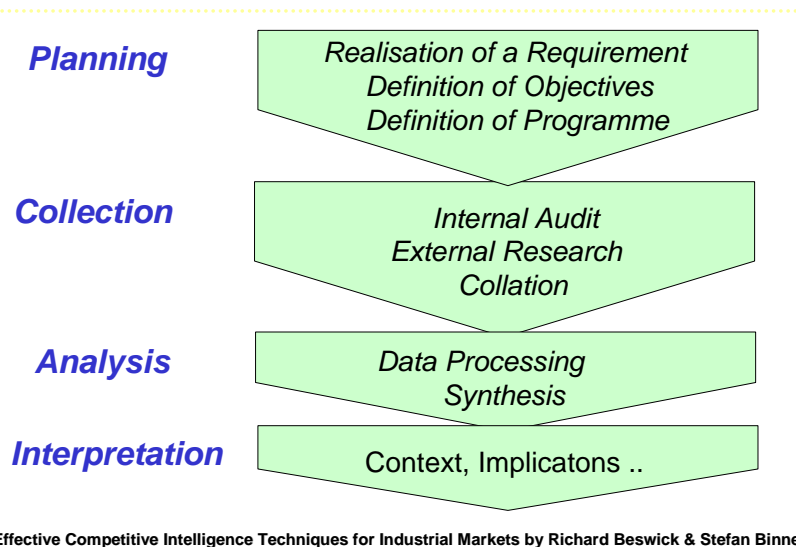 Planning
Realisation of a Requirement
Definition of Objectives
Definition of Programme
Collection
Internal Audit
External Research
Collation
Analysis
Data Processing
Synthesis
Interpretation
Context, Implicatons ..
Effective Competitive Intelligence Techniques for Industrial Markets by Richard Beswick & Stefan Binne